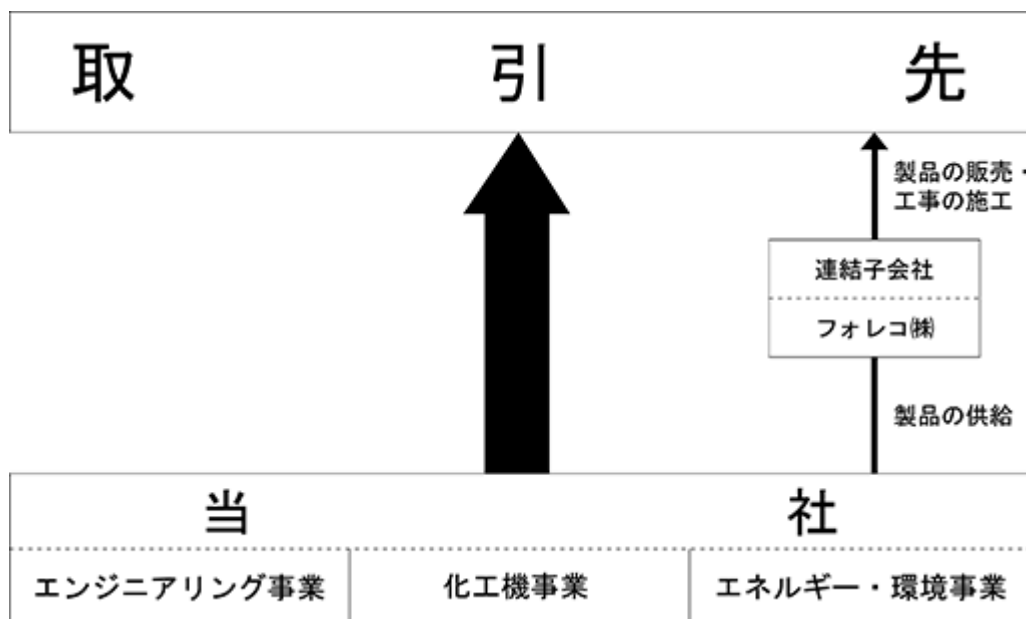 取引先
製品の販売・
工事の施工
連結子会社
フォレコ㈱
製品の供給
当社
エンジニアリング事業
化工機事業
エネルギー・環境事業